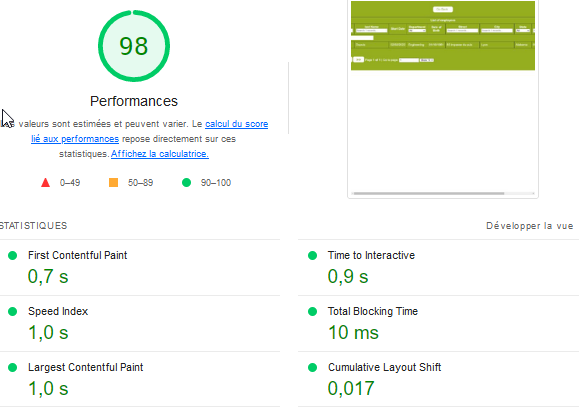 98
Performances
valeurs sont estimées et peuvent varier. Le calcul du score
lié aux performances repose directement sur ces
statistiques. Affichez la calculatrice.
0–49 50–89 90–100
STATISTIQUES Développer la vue
First Contentful Paint Time to Interactive
0,7 s 0,9 s
Speed Index Total Blocking Time
1,0 s 10 ms
Largest Contentful Paint Cumulative Layout Shift
1,0 s 0,017